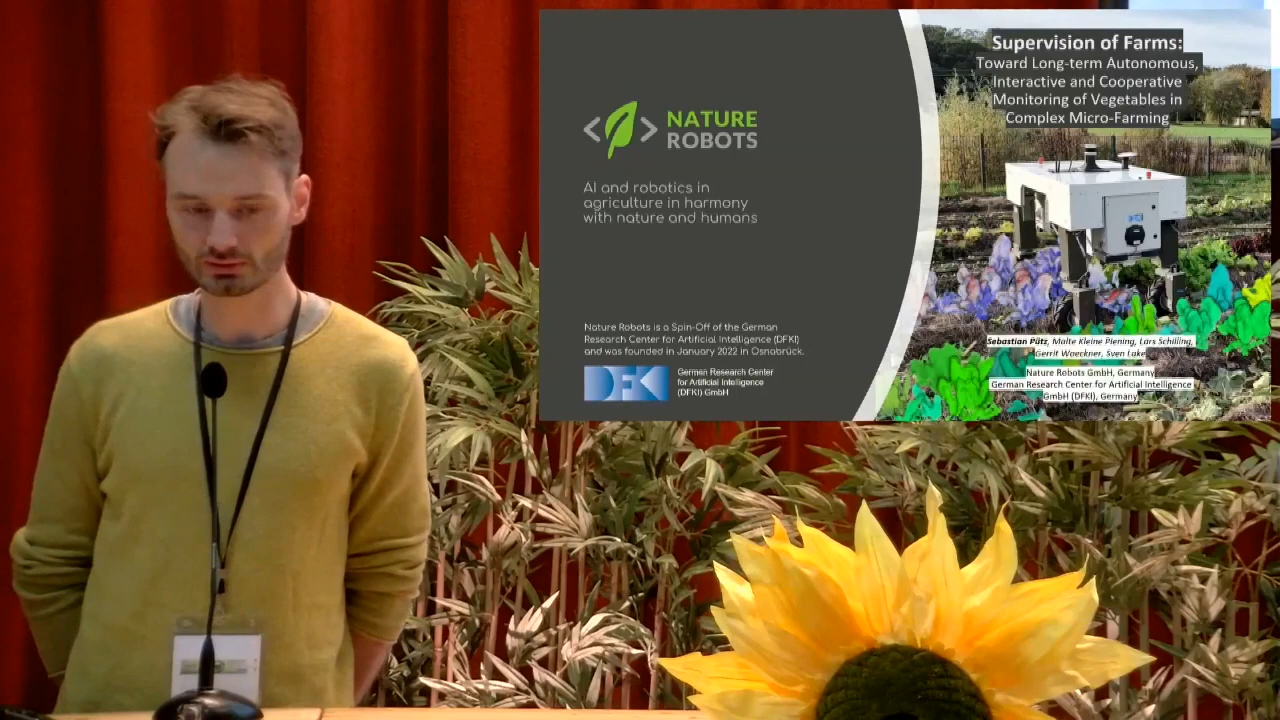 NATURE
ROBOTS
AI and robotics in
agriculture in harmony
with nature and humans
Nature Robots is a Spin-Off of the German
Research Center for Artificial Intelligence (DFKI)
and was founded in January 2022 in Osnabrück.
German Research Center
for Artificial Intelligence
(DFKI) GmbH
Supervision of Farms:
Toward Long-term Autonomous,
Interactive and Cooperative
Monitoring of Vegetables in
Complex Micro-Farming
Sebastian Pütz, Malte Kleine Piening, Lars Schilling,
Gerrit Waeckner, Sven Lake
Nature Robots GmbH, Germany
German Research Center for Artificial Intelligence
GmbH (DFKI), Germany